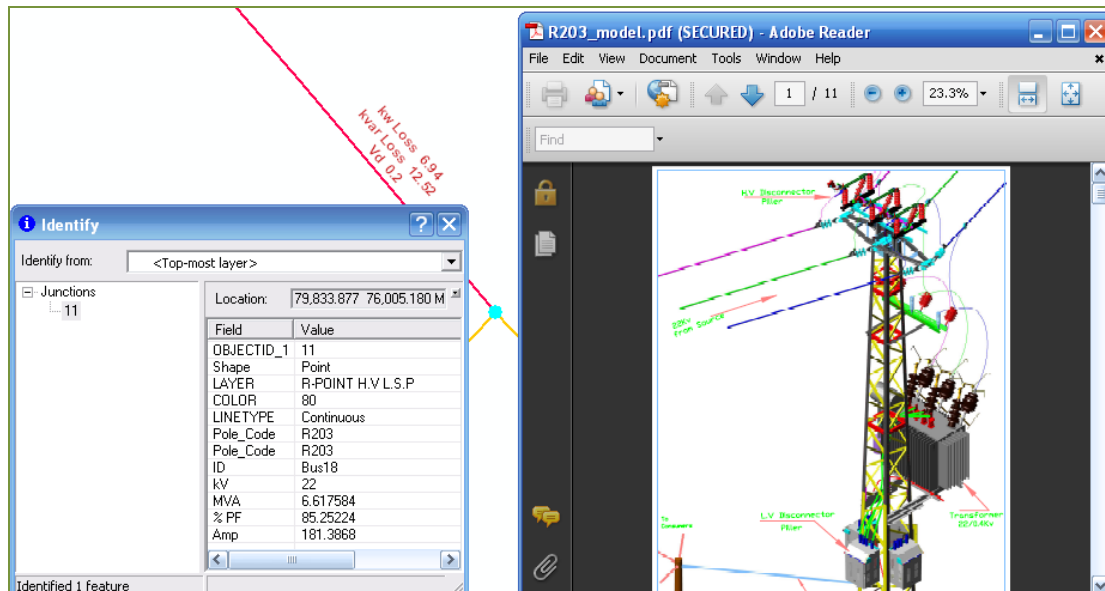 kw Loss 6.94
kvar Loss 12.52
Vd 0.2
Identify
Identify from:
<Top-most layer>
Junctions
11
Location:
79,833.877 76,005.180 M
Field Value
OBJECTID_1 11
Shape Point
LAYER R-POINT H.V L.S.P
COLOR 80
LINETYPE Continuous
Pole_Code R203
Pole_Code R203
ID Bus18
kV 22
MVA 6.617584
% PF 85.25224
Amp 181.3868
Identified 1 feature
R203_model.pdf (SECURED) - Adobe Reader
File Edit View Document Tools Window Help
1 / 11 23.3%
Find
H.V Disconnector
Piller
22Kv
From Source
L.V Disconnector
Piller
Transformer
22/0.4Kv
To
Consumers